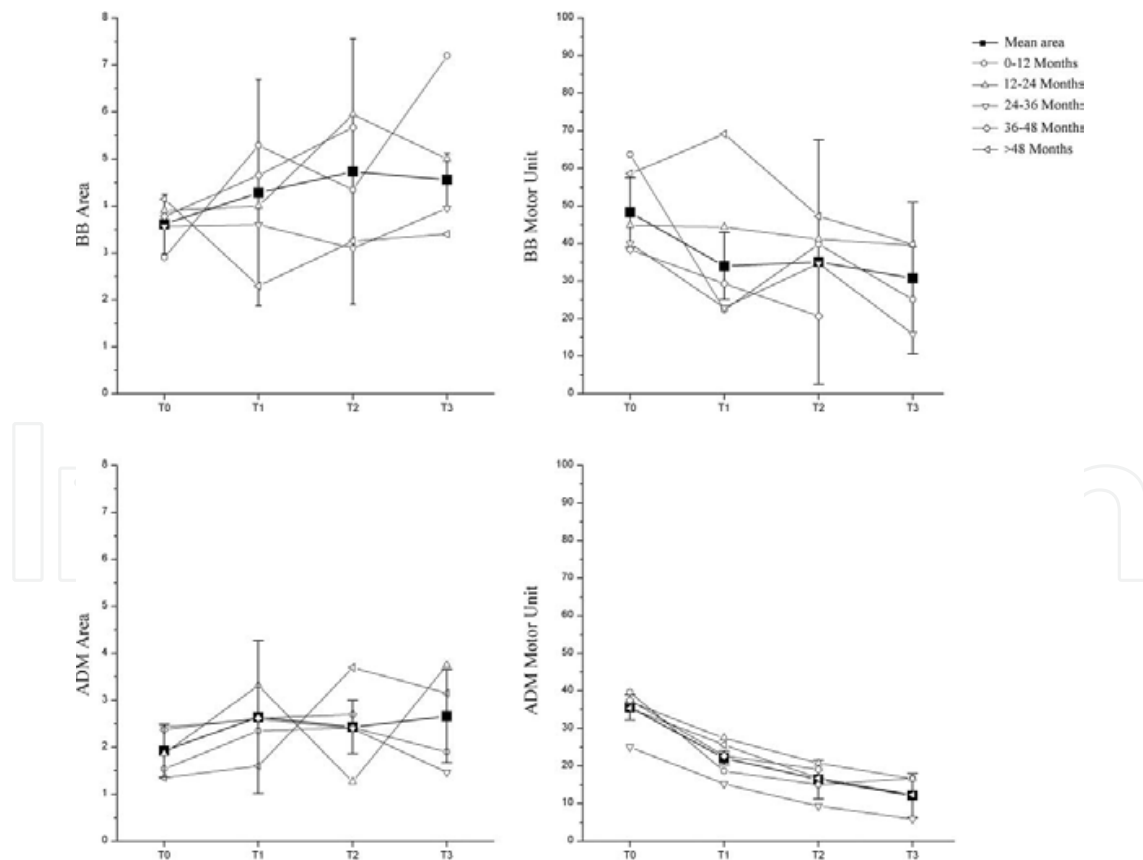 8
7
6
5
4
3
2
1
0
BB Area
T0 T1 T2 T3
100
90
80
70
60
50
40
30
20
10
0
BB Motor Unit
T0 T1 T2 T3
Mean area
0-12 Months
12-24 Months
24-36 Months
36-48 Months
>48 Months
8
7
6
5
4
3
2
1
0
ADM Area
T0 T1 T2 T3
100
90
80
70
60
50
40
30
20
10
0
ADM Motor Unit
T0 T1 T2 T3